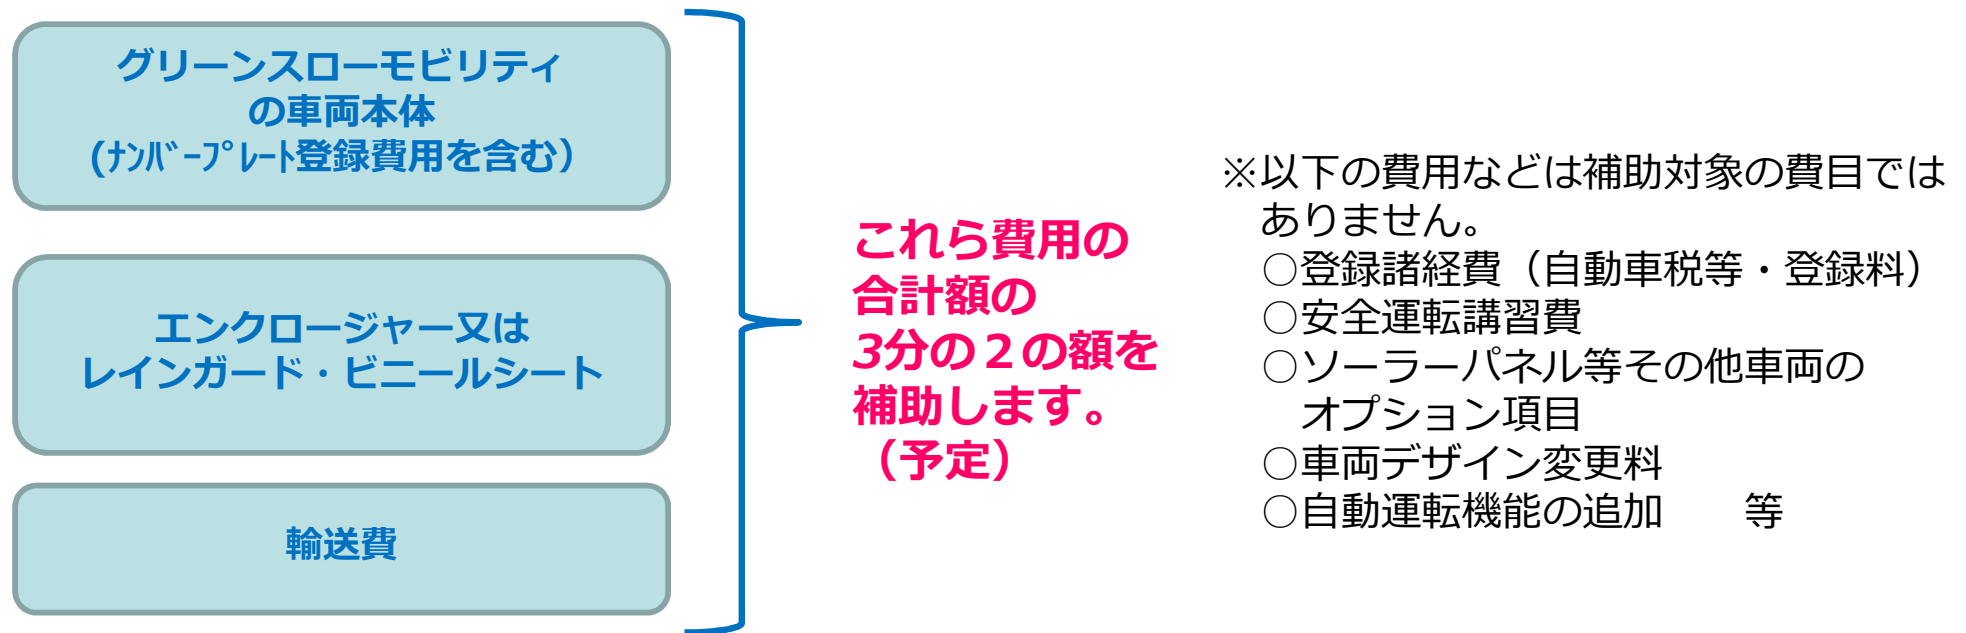 グリーンスローモビリティ
の車両本体
(ﾅﾝﾊﾞｰﾌﾟﾚｰﾄ登録費用を含む）
エンクロージャー又は
レインガード・ビニールシート
輸送費
これら費用の
合計額の
3分の２の額を
補助します。
（予定）
※以下の費用などは補助対象の費目では
ありません。
○登録諸経費（自動車税等・登録料）
○安全運転講習費
○ソーラーパネル等その他車両の
オプション項目
○車両デザイン変更料
○自動運転機能の追加　　等